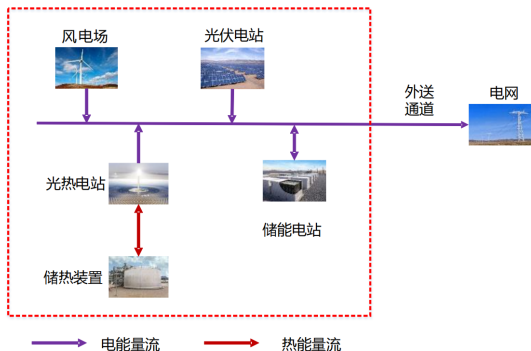 风电场
光伏电站
外送
通道
电网
光热电站
储能电站
储热装置
电能量流
热能量流